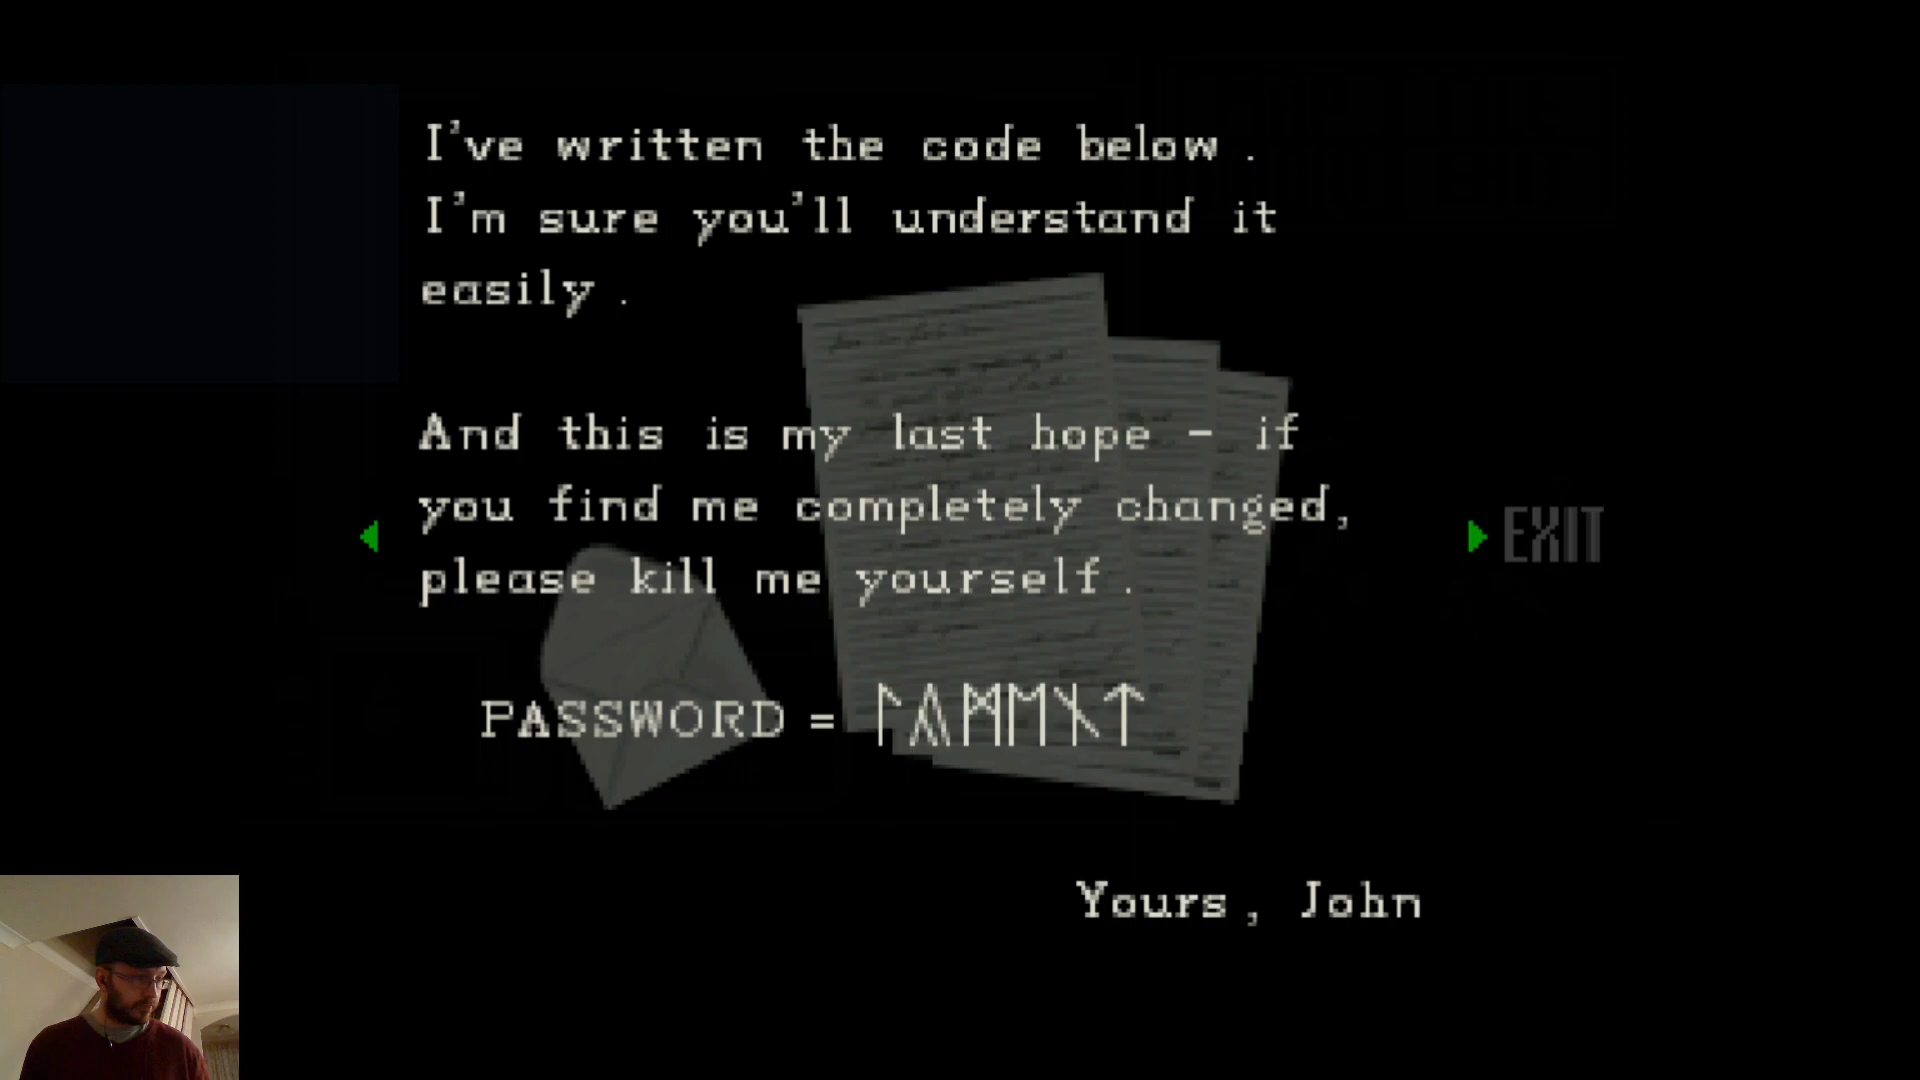 I've written the code below.
I'm sure you'll understand it
easily.
And this is my last hope - if
you find me completely changed,
please kill me yourself.
EXIT
PASSWORD =
Yours, John